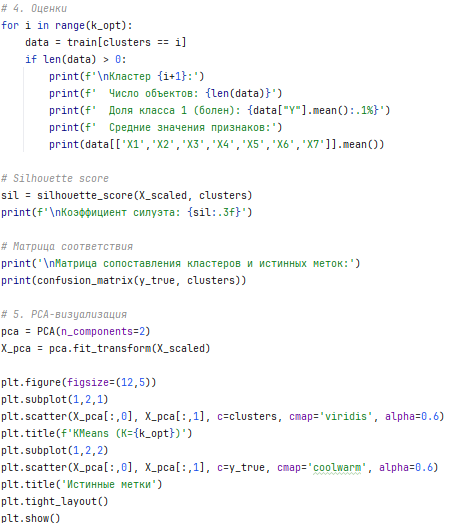 # 4. Оценки
for i in range(k_opt):
    data = train[clusters == i]
    if len(data) > 0:
        print(f'\nКластер {i+1}:')
        print(f'  Число объектов: {len(data)}')
        print(f'  Доля класса 1 (болен): {data["Y"].mean():.1%}')
        print(f'  Средние значения признаков:')
        print(data[['X1','X2','X3','X4','X5','X6','X7']].mean())

# Silhouette score
sil = silhouette_score(X_scaled, clusters)
print(f'\nКоэффициент силуэта: {sil:.3f}')

# Матрица соответствия
print('\nМатрица сопоставления кластеров и истинных меток:')
print(confusion_matrix(y_true, clusters))

# 5. PCA-визуализация
pca = PCA(n_components=2)
X_pca = pca.fit_transform(X_scaled)

plt.figure(figsize=(12,5))
plt.subplot(1,2,1)
plt.scatter(X_pca[:,0], X_pca[:,1], c=clusters, cmap='viridis', alpha=0.6)
plt.title(f'KMeans (K={k_opt})')
plt.subplot(1,2,2)
plt.scatter(X_pca[:,0], X_pca[:,1], c=y_true, cmap='coolwarm', alpha=0.6)
plt.title('Истинные метки')
plt.tight_layout()
plt.show()